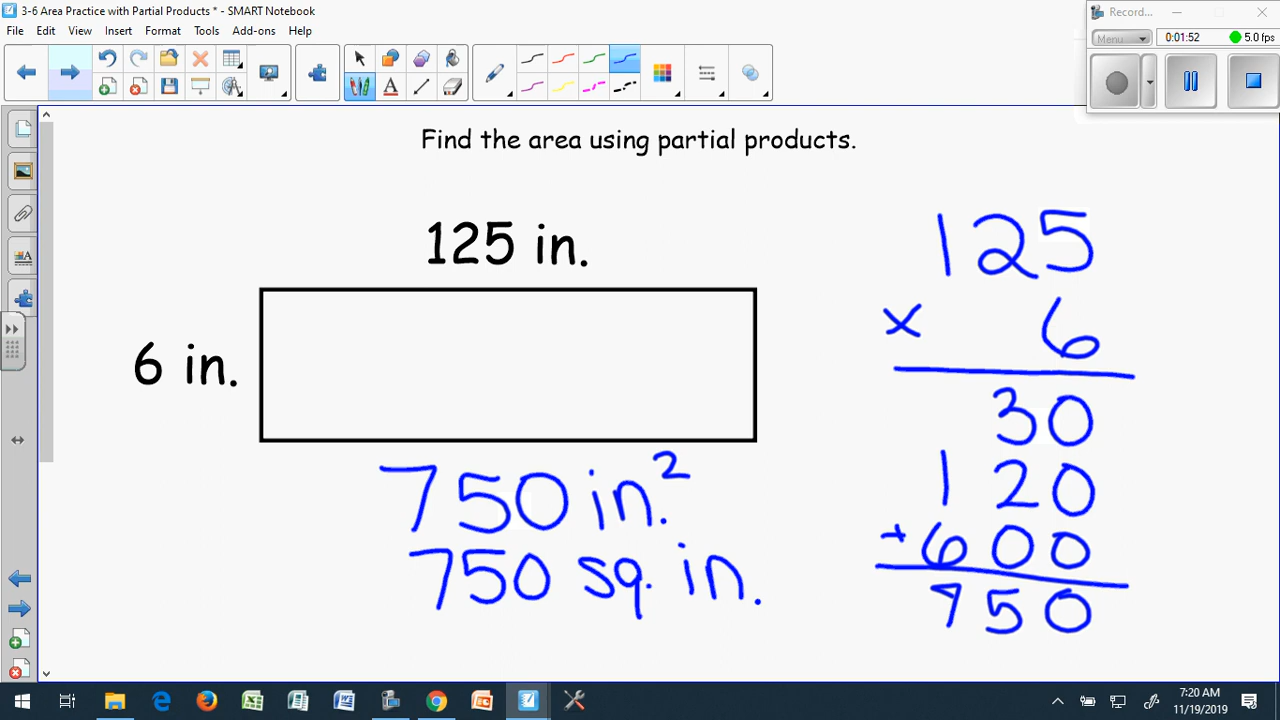 3-6 Area Practice with Partial Products * - SMART Notebook
File Edit View Insert Format Tools Add-ons Help
Record...
Menu 0:01:52 5.0 fps
Find the area using partial products.
125 in.
6 in.
750 in.²
750 sq. in.
125
x 6
30
120
+600
750
7:20 AM
11/19/2019